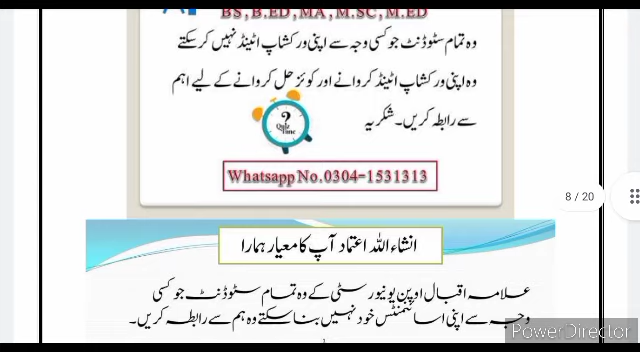 BS, B.ED, MA, M.SC, M.ED
وہ تمام سٹوڈنٹ جو کسی وجہ سے اپنی ورکشاپ اٹینڈ نہیں کر سکتے
وہ اپنی ورکشاپ اٹینڈ کروانے اور کوئز حل کروانے کے لیے اہم
سے رابطہ کریں۔ شکریہ
?
Quiz
Time
Whatsapp No.0304-1531313
8 / 20
انشاء اللہ اعتماد آپ کا معیار ہمارا
علامہ اقبال اوپن یونیورسٹی کے وہ تمام سٹوڈنٹ جو کسی
وجہ سے اپنی اسائنمنٹس خود نہیں بنا سکتے وہ ہم سے رابطہ کریں۔
PowerDirector